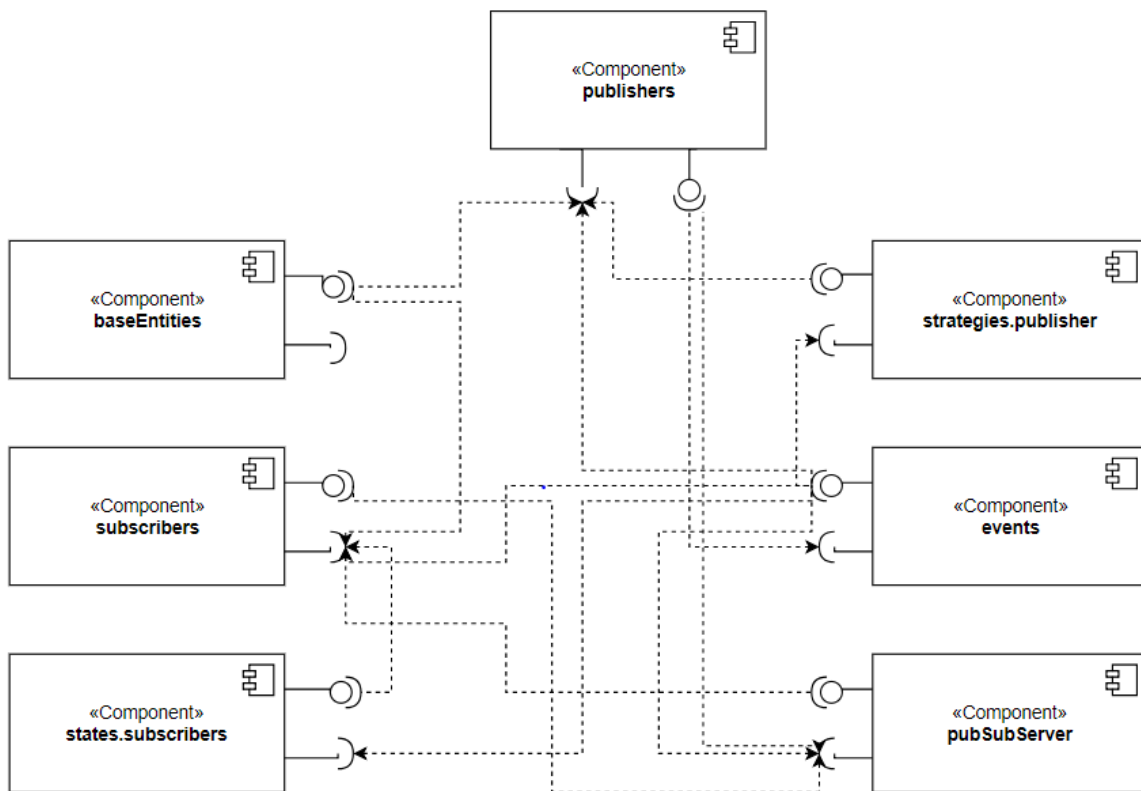 «Component»
publishers
«Component»
baseEntities
«Component»
strategies.publisher
«Component»
subscribers
«Component»
events
«Component»
states.subscribers
«Component»
pubSubServer